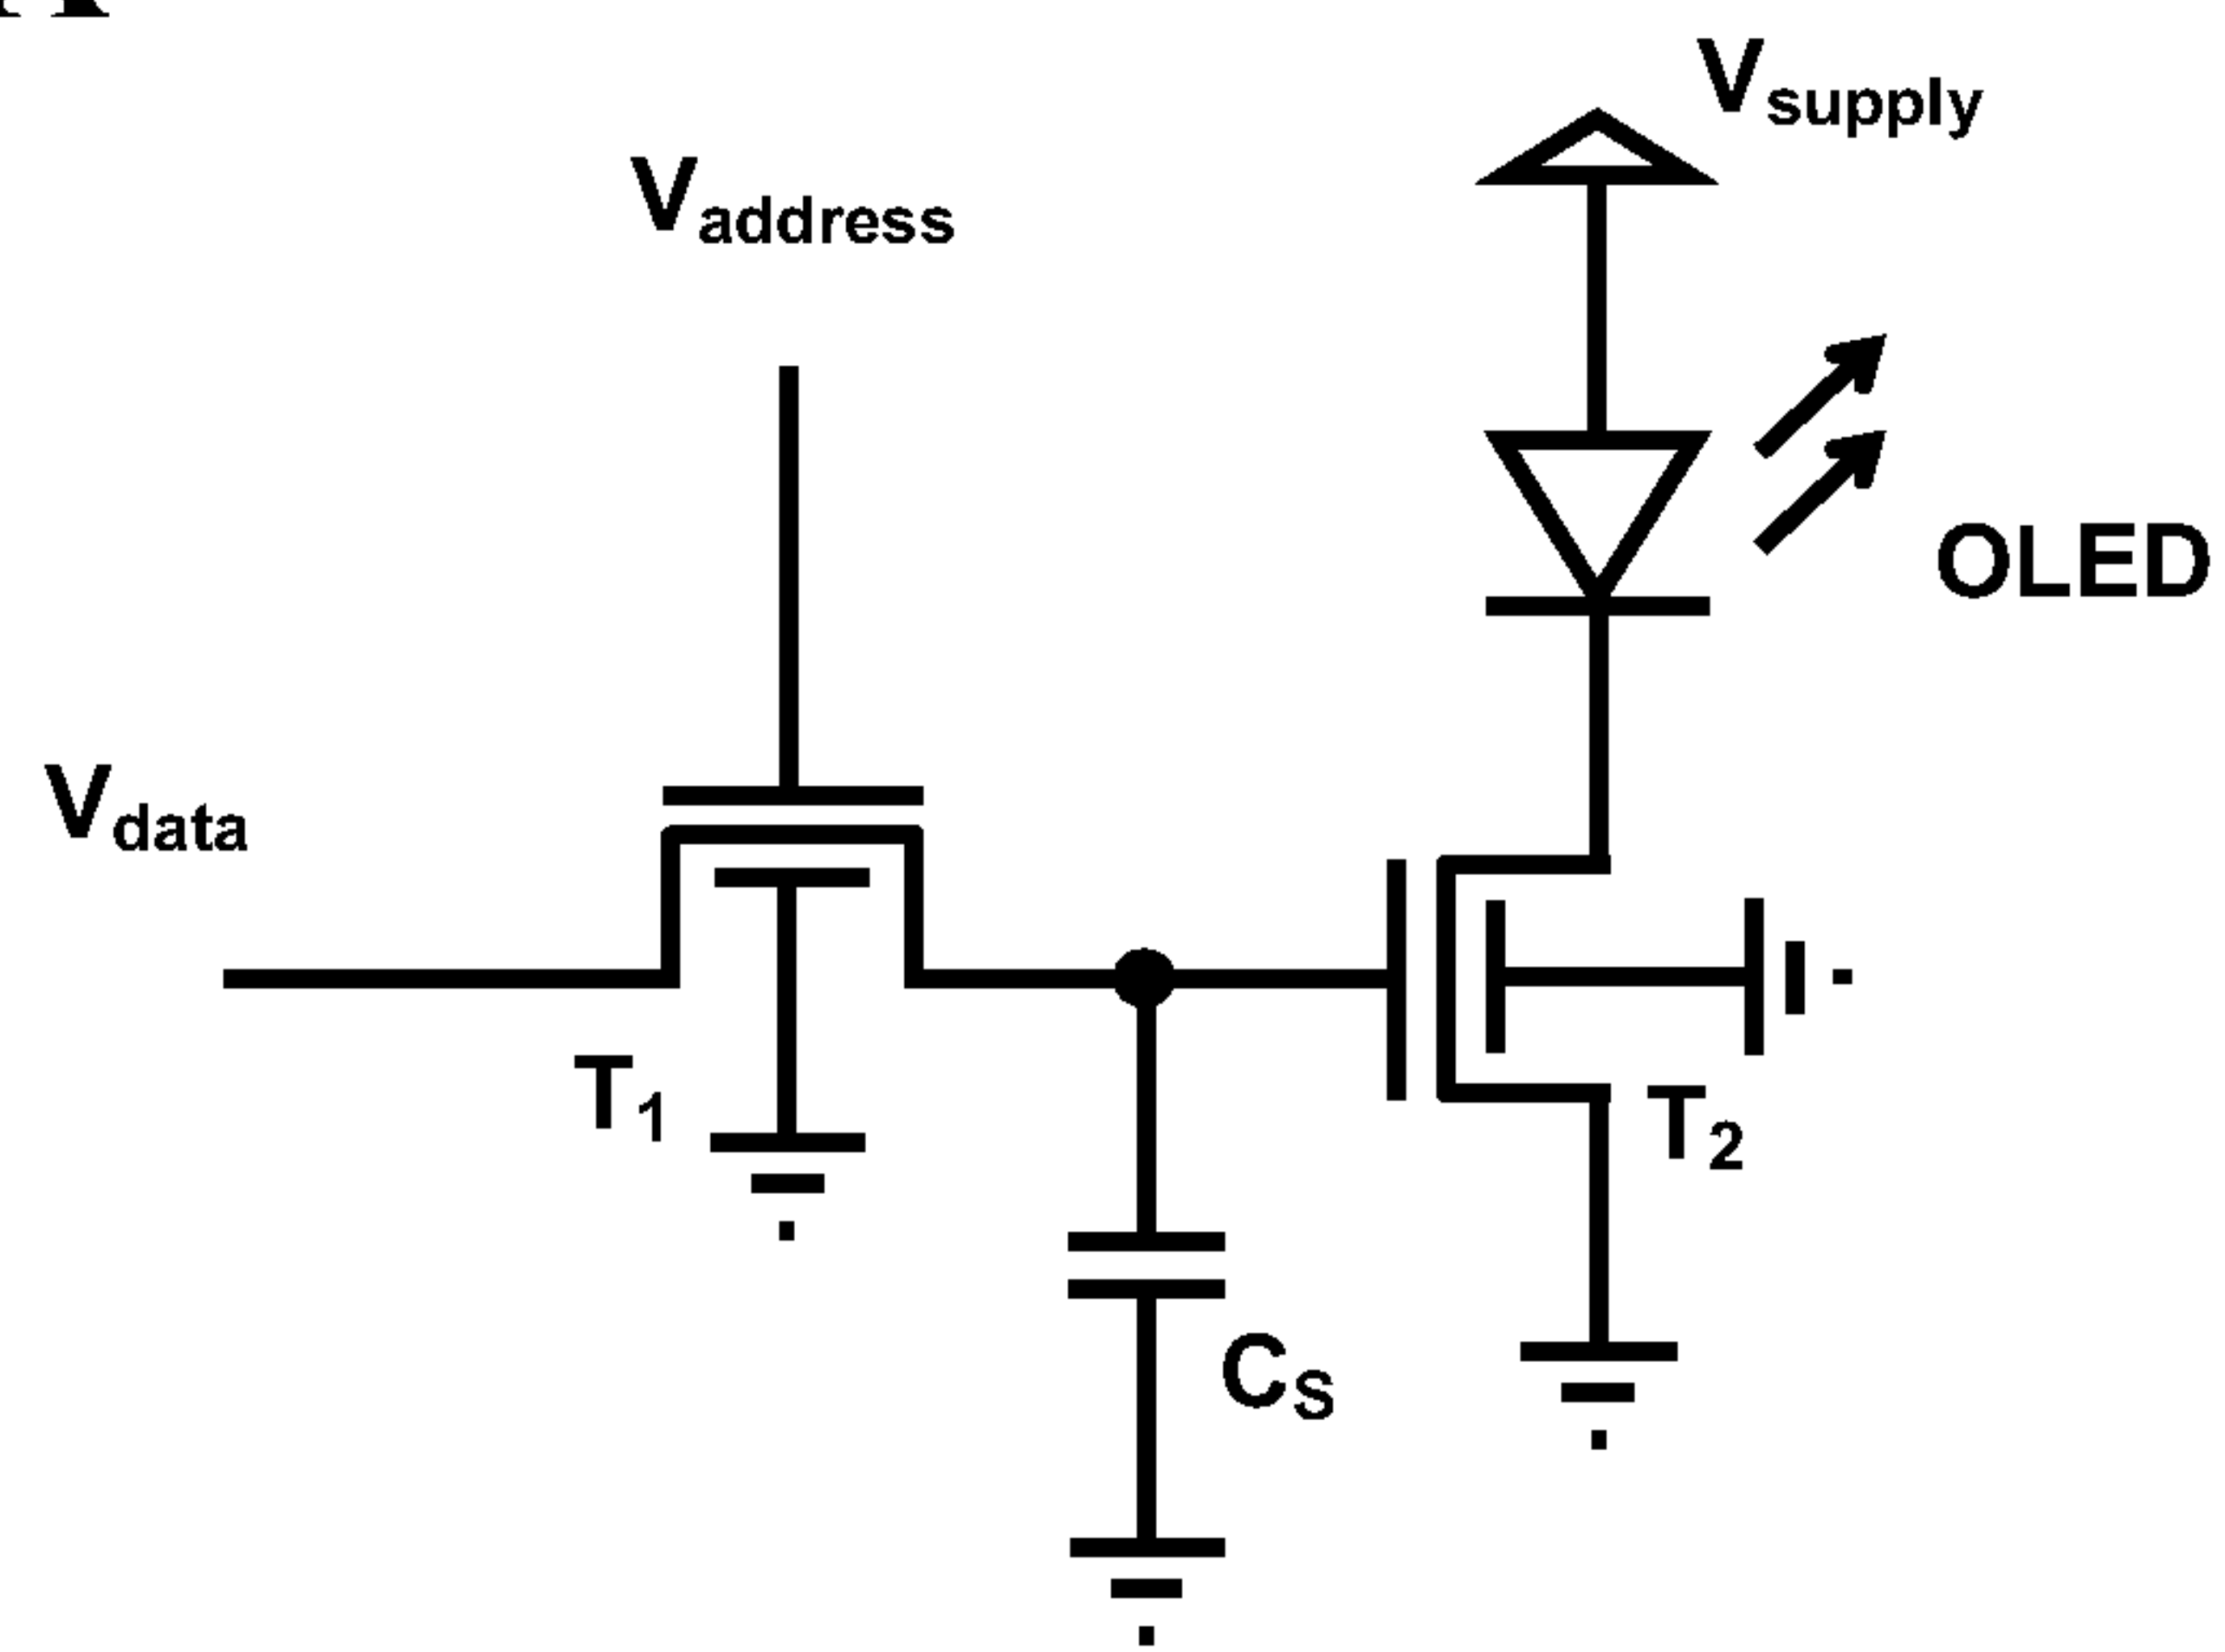 Vsupply
Vaddress
OLED
Vdata
T1
T2
CS